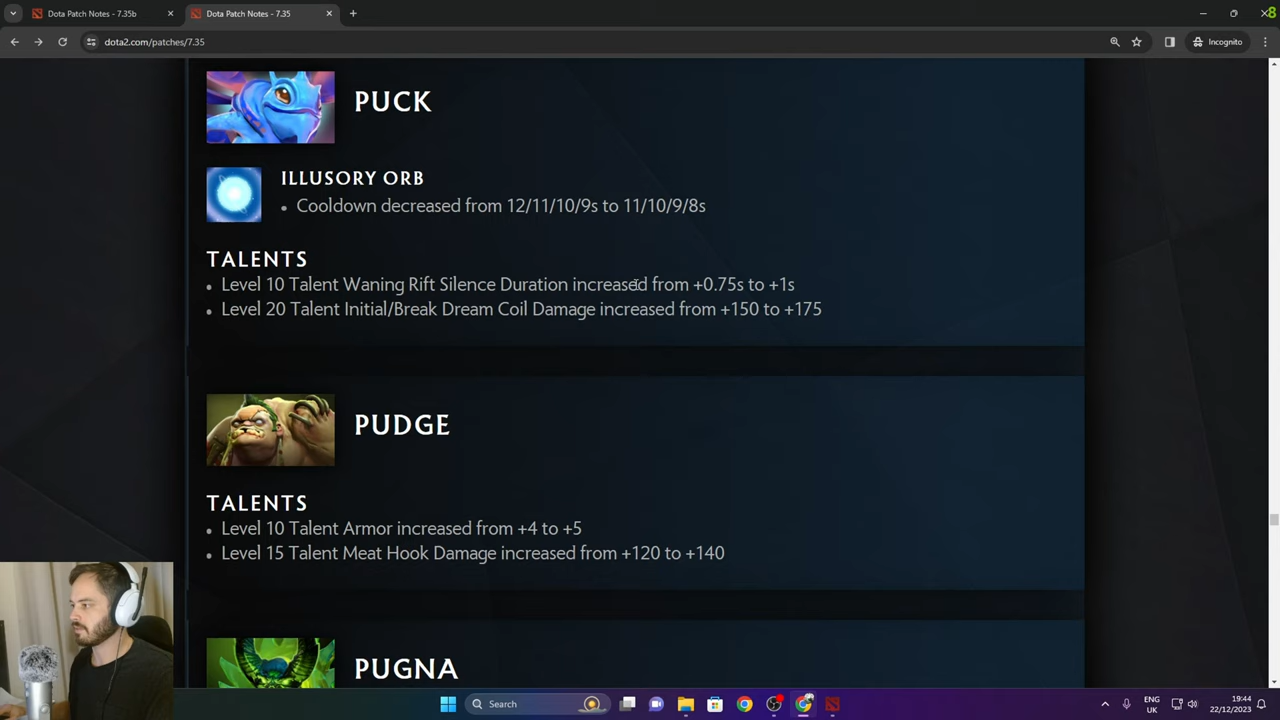 Dota Patch Notes - 7.35b
Dota Patch Notes - 7.35
8
dota2.com/patches/7.35
Incognito
PUCK
ILLUSORY ORB
Cooldown decreased from 12/11/10/9s to 11/10/9/8s
TALENTS
Level 10 Talent Waning Rift Silence Duration increased from +0.75s to +1s
Level 20 Talent Initial/Break Dream Coil Damage increased from +150 to +175
PUDGE
TALENTS
Level 10 Talent Armor increased from +4 to +5
Level 15 Talent Meat Hook Damage increased from +120 to +140
PUGNA
Search
ENG
UK
19:44
22/12/2023